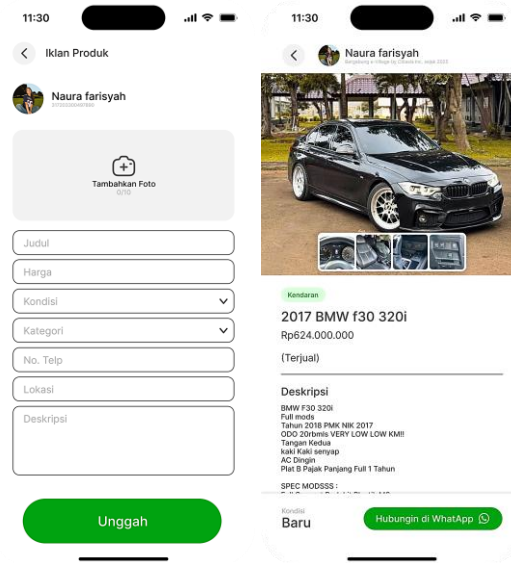 11:30
Iklan Produk
Naura farisyah
Tambahkan Foto
0/10
Judul
Harga
Kondisi
Kategori
No. Telp
Lokasi
Deskripsi
Unggah
11:30
Naura farisyah
Kendaran
2017 BMW f30 320i
Rp624.000.000
(Terjual)
Deskripsi
BMW F30 320i
Full mods
Tahun 2018 PMK NIK 2017
ODO 20rbmis VERY LOW LOW KM!!
Tangan Kedua
kaki Kaki senyap
AC Dingin
Plat B Pajak Panjang Full 1 Tahun
SPEC MODSSS :
Kondisi
Baru
Hubungin di WhatApp